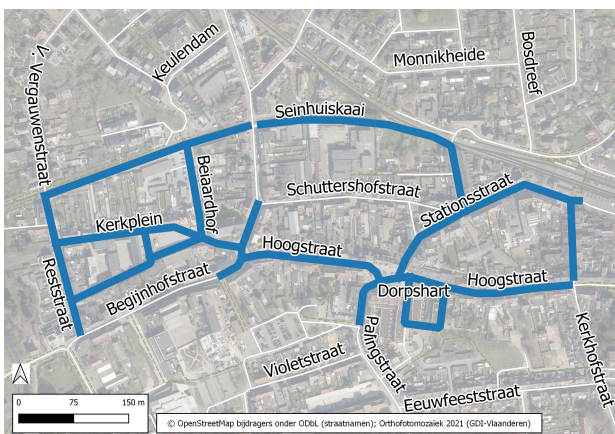 V. Vergauwenstraat
Keulendam
Monnikheide
Bosdreef
Seinhuiskaai
Beiaardhof
Schuttershofstraat
Stationsstraat
Kerkplein
Hoogstraat
Reststraat
Begijnhofstraat
Dorpshart
Hoogstraat
Palingstraat
Kerkhofstraat
Violetstraat
Eeuwfeeststraat
0 75 150 m
© OpenStreetMap bijdragers onder ODbL (straatnamen); Orthofotomozaïek 2021 (GDI-Vlaanderen)